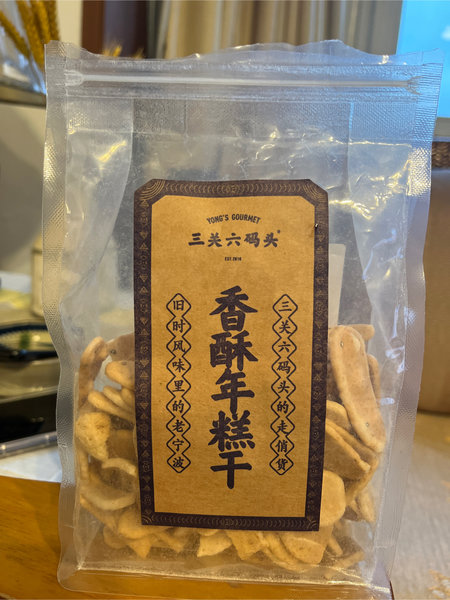 YONG'S GOURMET
三关六码头
EST.2016
三关六码头的走俏货
香酥年糕干
旧时风味里的老宁波